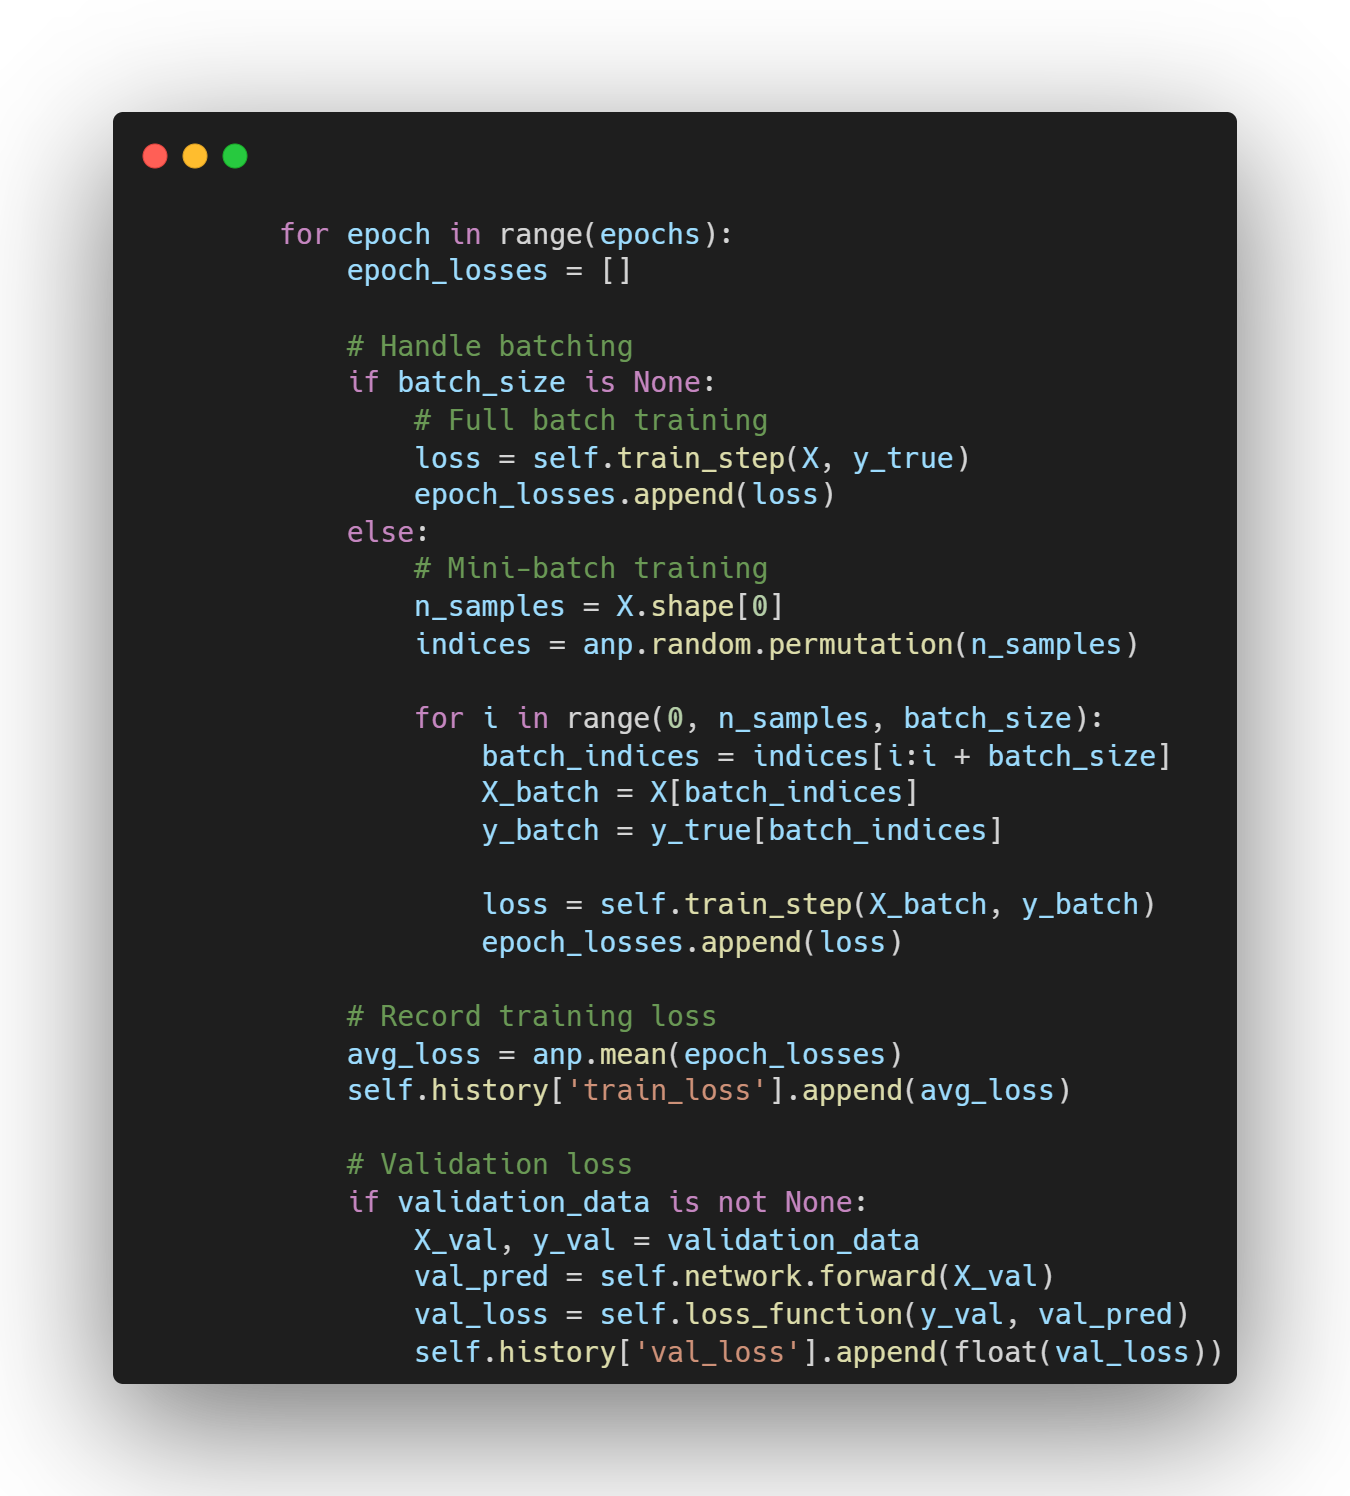 for epoch in range(epochs):
    epoch_losses = []

    # Handle batching
    if batch_size is None:
        # Full batch training
        loss = self.train_step(X, y_true)
        epoch_losses.append(loss)
    else:
        # Mini-batch training
        n_samples = X.shape[0]
        indices = anp.random.permutation(n_samples)

        for i in range(0, n_samples, batch_size):
            batch_indices = indices[i:i + batch_size]
            X_batch = X[batch_indices]
            y_batch = y_true[batch_indices]

            loss = self.train_step(X_batch, y_batch)
            epoch_losses.append(loss)

    # Record training loss
    avg_loss = anp.mean(epoch_losses)
    self.history['train_loss'].append(avg_loss)

    # Validation loss
    if validation_data is not None:
        X_val, y_val = validation_data
        val_pred = self.network.forward(X_val)
        val_loss = self.loss_function(y_val, val_pred)
        self.history['val_loss'].append(float(val_loss))